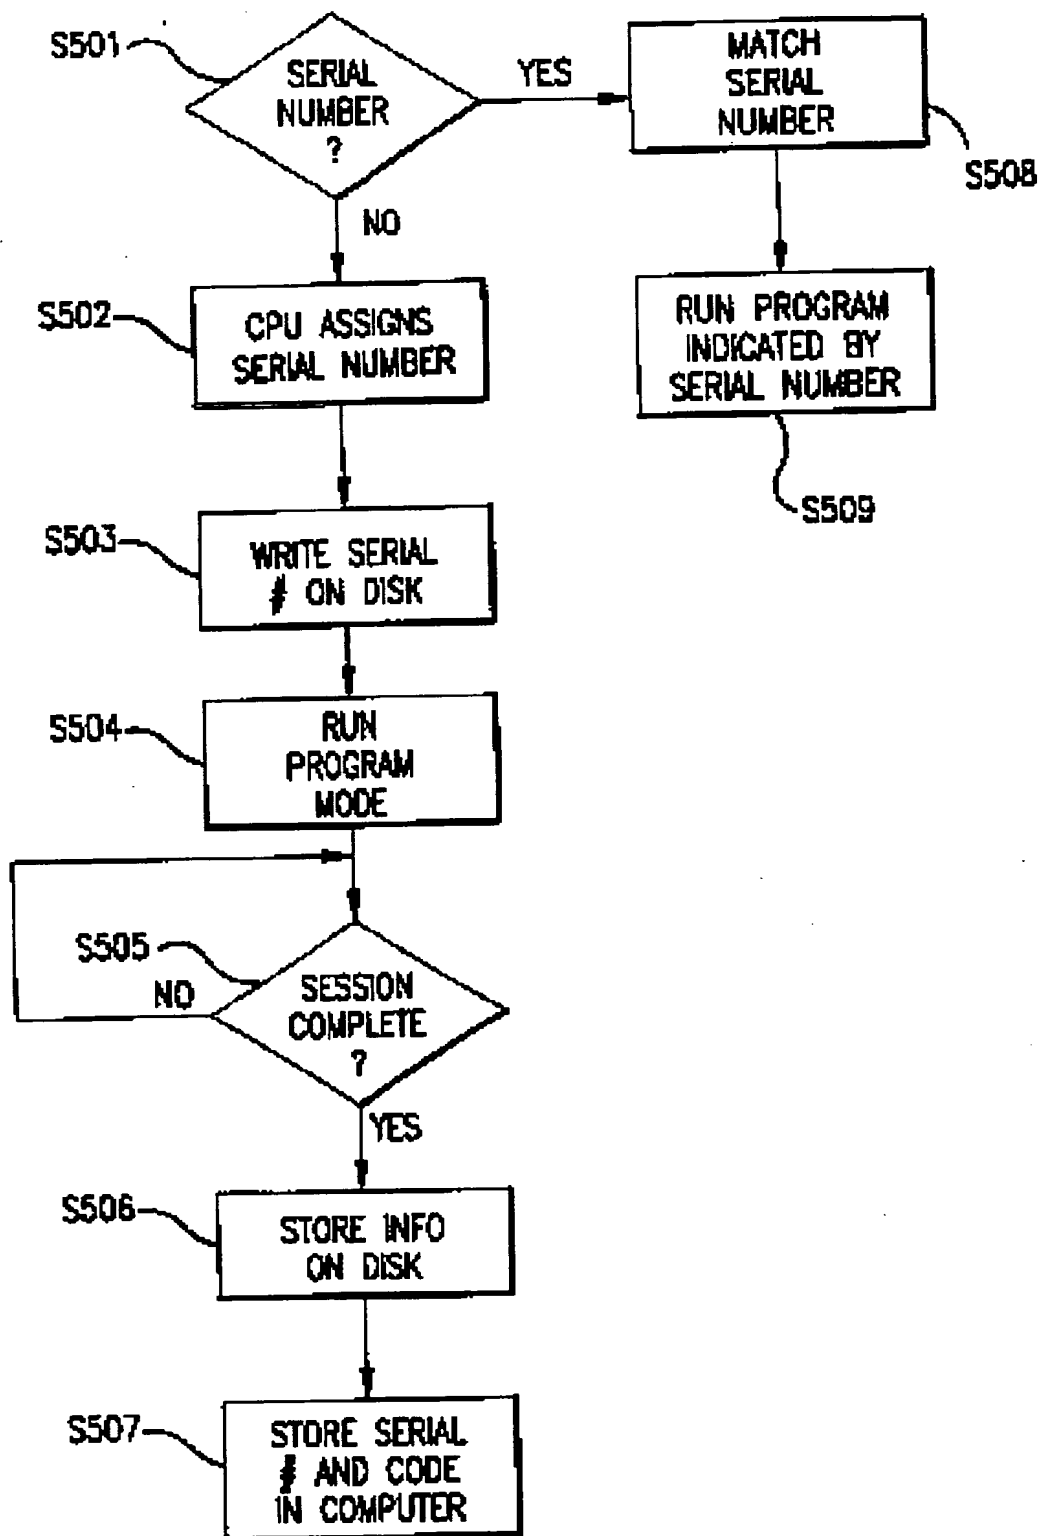 S501
SERIAL
NUMBER
?
YES
MATCH
SERIAL
NUMBER
S508
NO
S502
CPU ASSIGNS
SERIAL NUMBER
RUN PROGRAM
INDICATED BY
SERIAL NUMBER
S509
S503
WRITE SERIAL
# ON DISK
S504
RUN
PROGRAM
MODE
S505
NO
SESSION
COMPLETE
?
YES
S506
STORE INFO
ON DISK
S507
STORE SERIAL
# AND CODE
IN COMPUTER